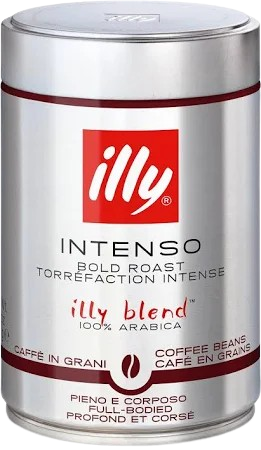 illy
illy®
INTENSO
BOLD ROAST
TORRÉFACTION INTENSE
illy blend™
100% ARABICA
CAFFÈ IN GRANI
COFFEE BEANS
CAFÉ EN GRAINS
PIENO E CORPOSO
FULL-BODIED
PROFOND ET CORSÉ